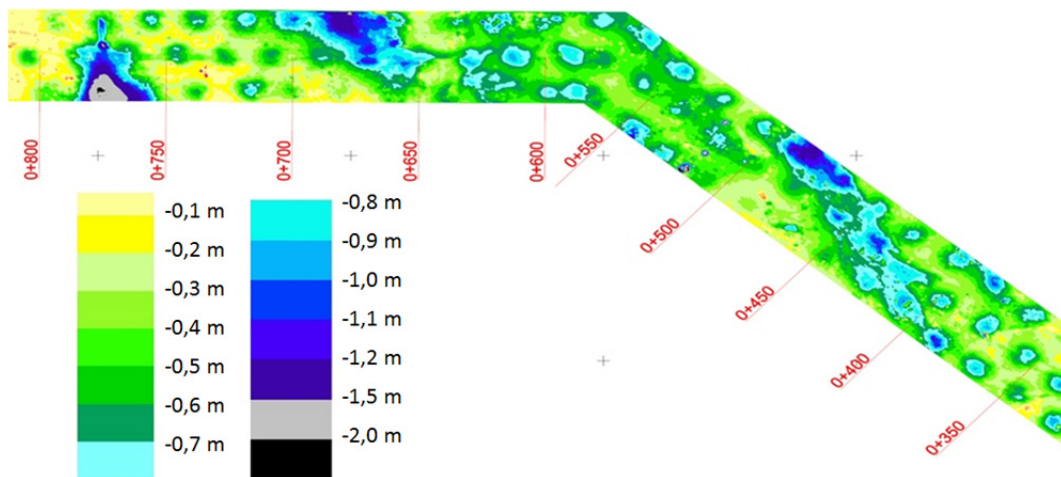 0+800
0+750
0+700
0+650
0+600
0+550
0+500
0+450
0+400
0+350
-0,1 m
-0,2 m
-0,3 m
-0,4 m
-0,5 m
-0,6 m
-0,7 m
-0,8 m
-0,9 m
-1,0 m
-1,1 m
-1,2 m
-1,5 m
-2,0 m